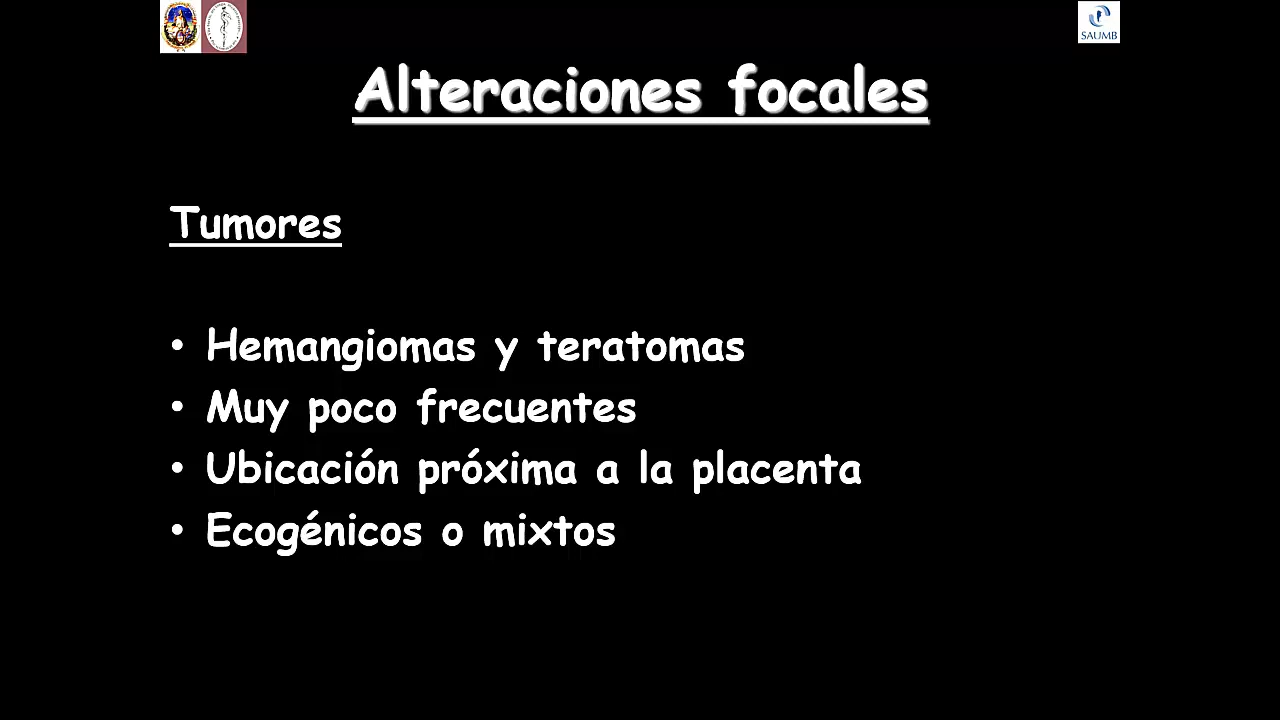 SAUMB
Alteraciones focales
Tumores
• Hemangiomas y teratomas
• Muy poco frecuentes
• Ubicación próxima a la placenta
• Ecogénicos o mixtos